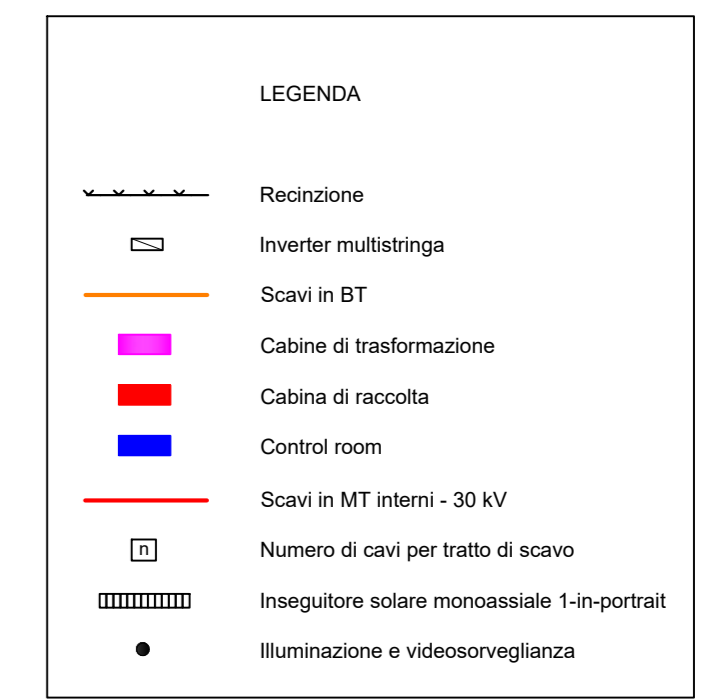 LEGENDA
Recinzione
Inverter multistringa
Scavi in BT
Cabine di trasformazione
Cabina di raccolta
Control room
Scavi in MT interni - 30 kV
n Numero di cavi per tratto di scavo
Inseguitore solare monoassiale 1-in-portrait
Illuminazione e videosorveglianza